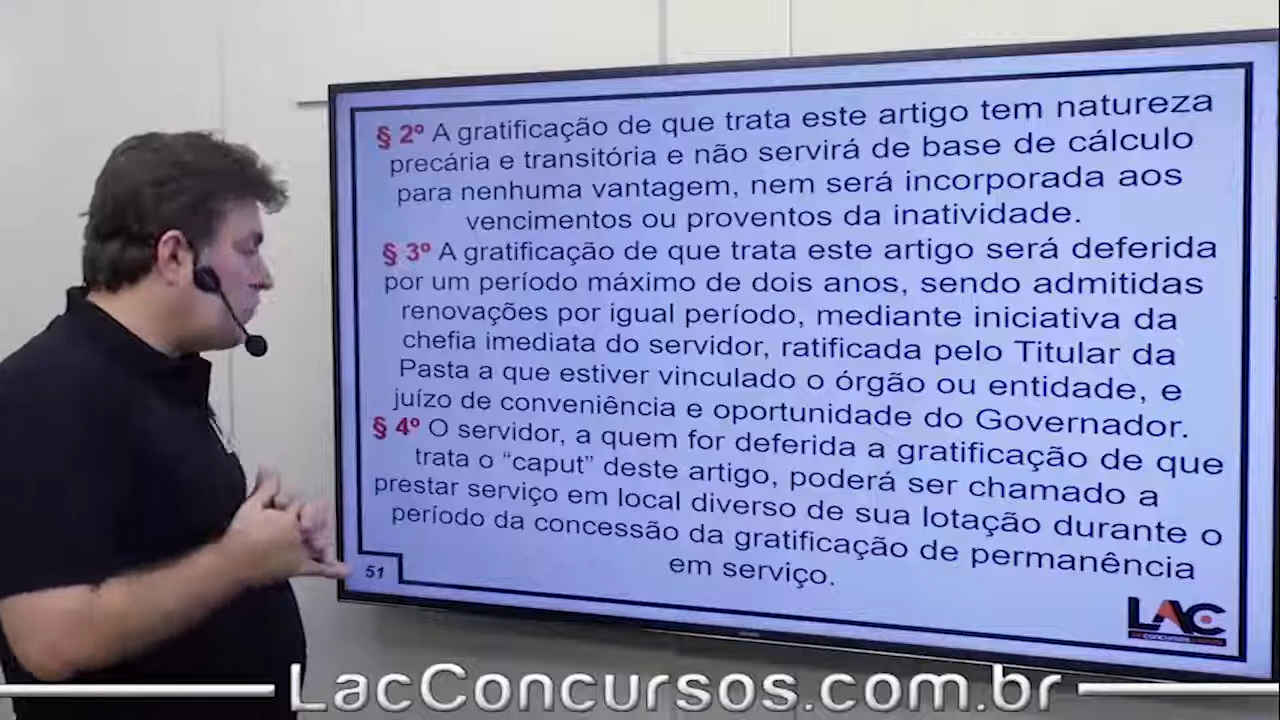 § 2º A gratificação de que trata este artigo tem natureza
precária e transitória e não servirá de base de cálculo
para nenhuma vantagem, nem será incorporada aos
vencimentos ou proventos da inatividade.
§ 3º A gratificação de que trata este artigo será deferida
por um período máximo de dois anos, sendo admitidas
renovações por igual período, mediante iniciativa da
chefia imediata do servidor, ratificada pelo Titular da
Pasta a que estiver vinculado o órgão ou entidade, e
juízo de conveniência e oportunidade do Governador.
§ 4º O servidor, a quem for deferida a gratificação de que
trata o “caput” deste artigo, poderá ser chamado a
prestar serviço em local diverso de sua lotação durante o
período da concessão da gratificação de permanência
em serviço.
51
LAC
LacConcursos.com.br